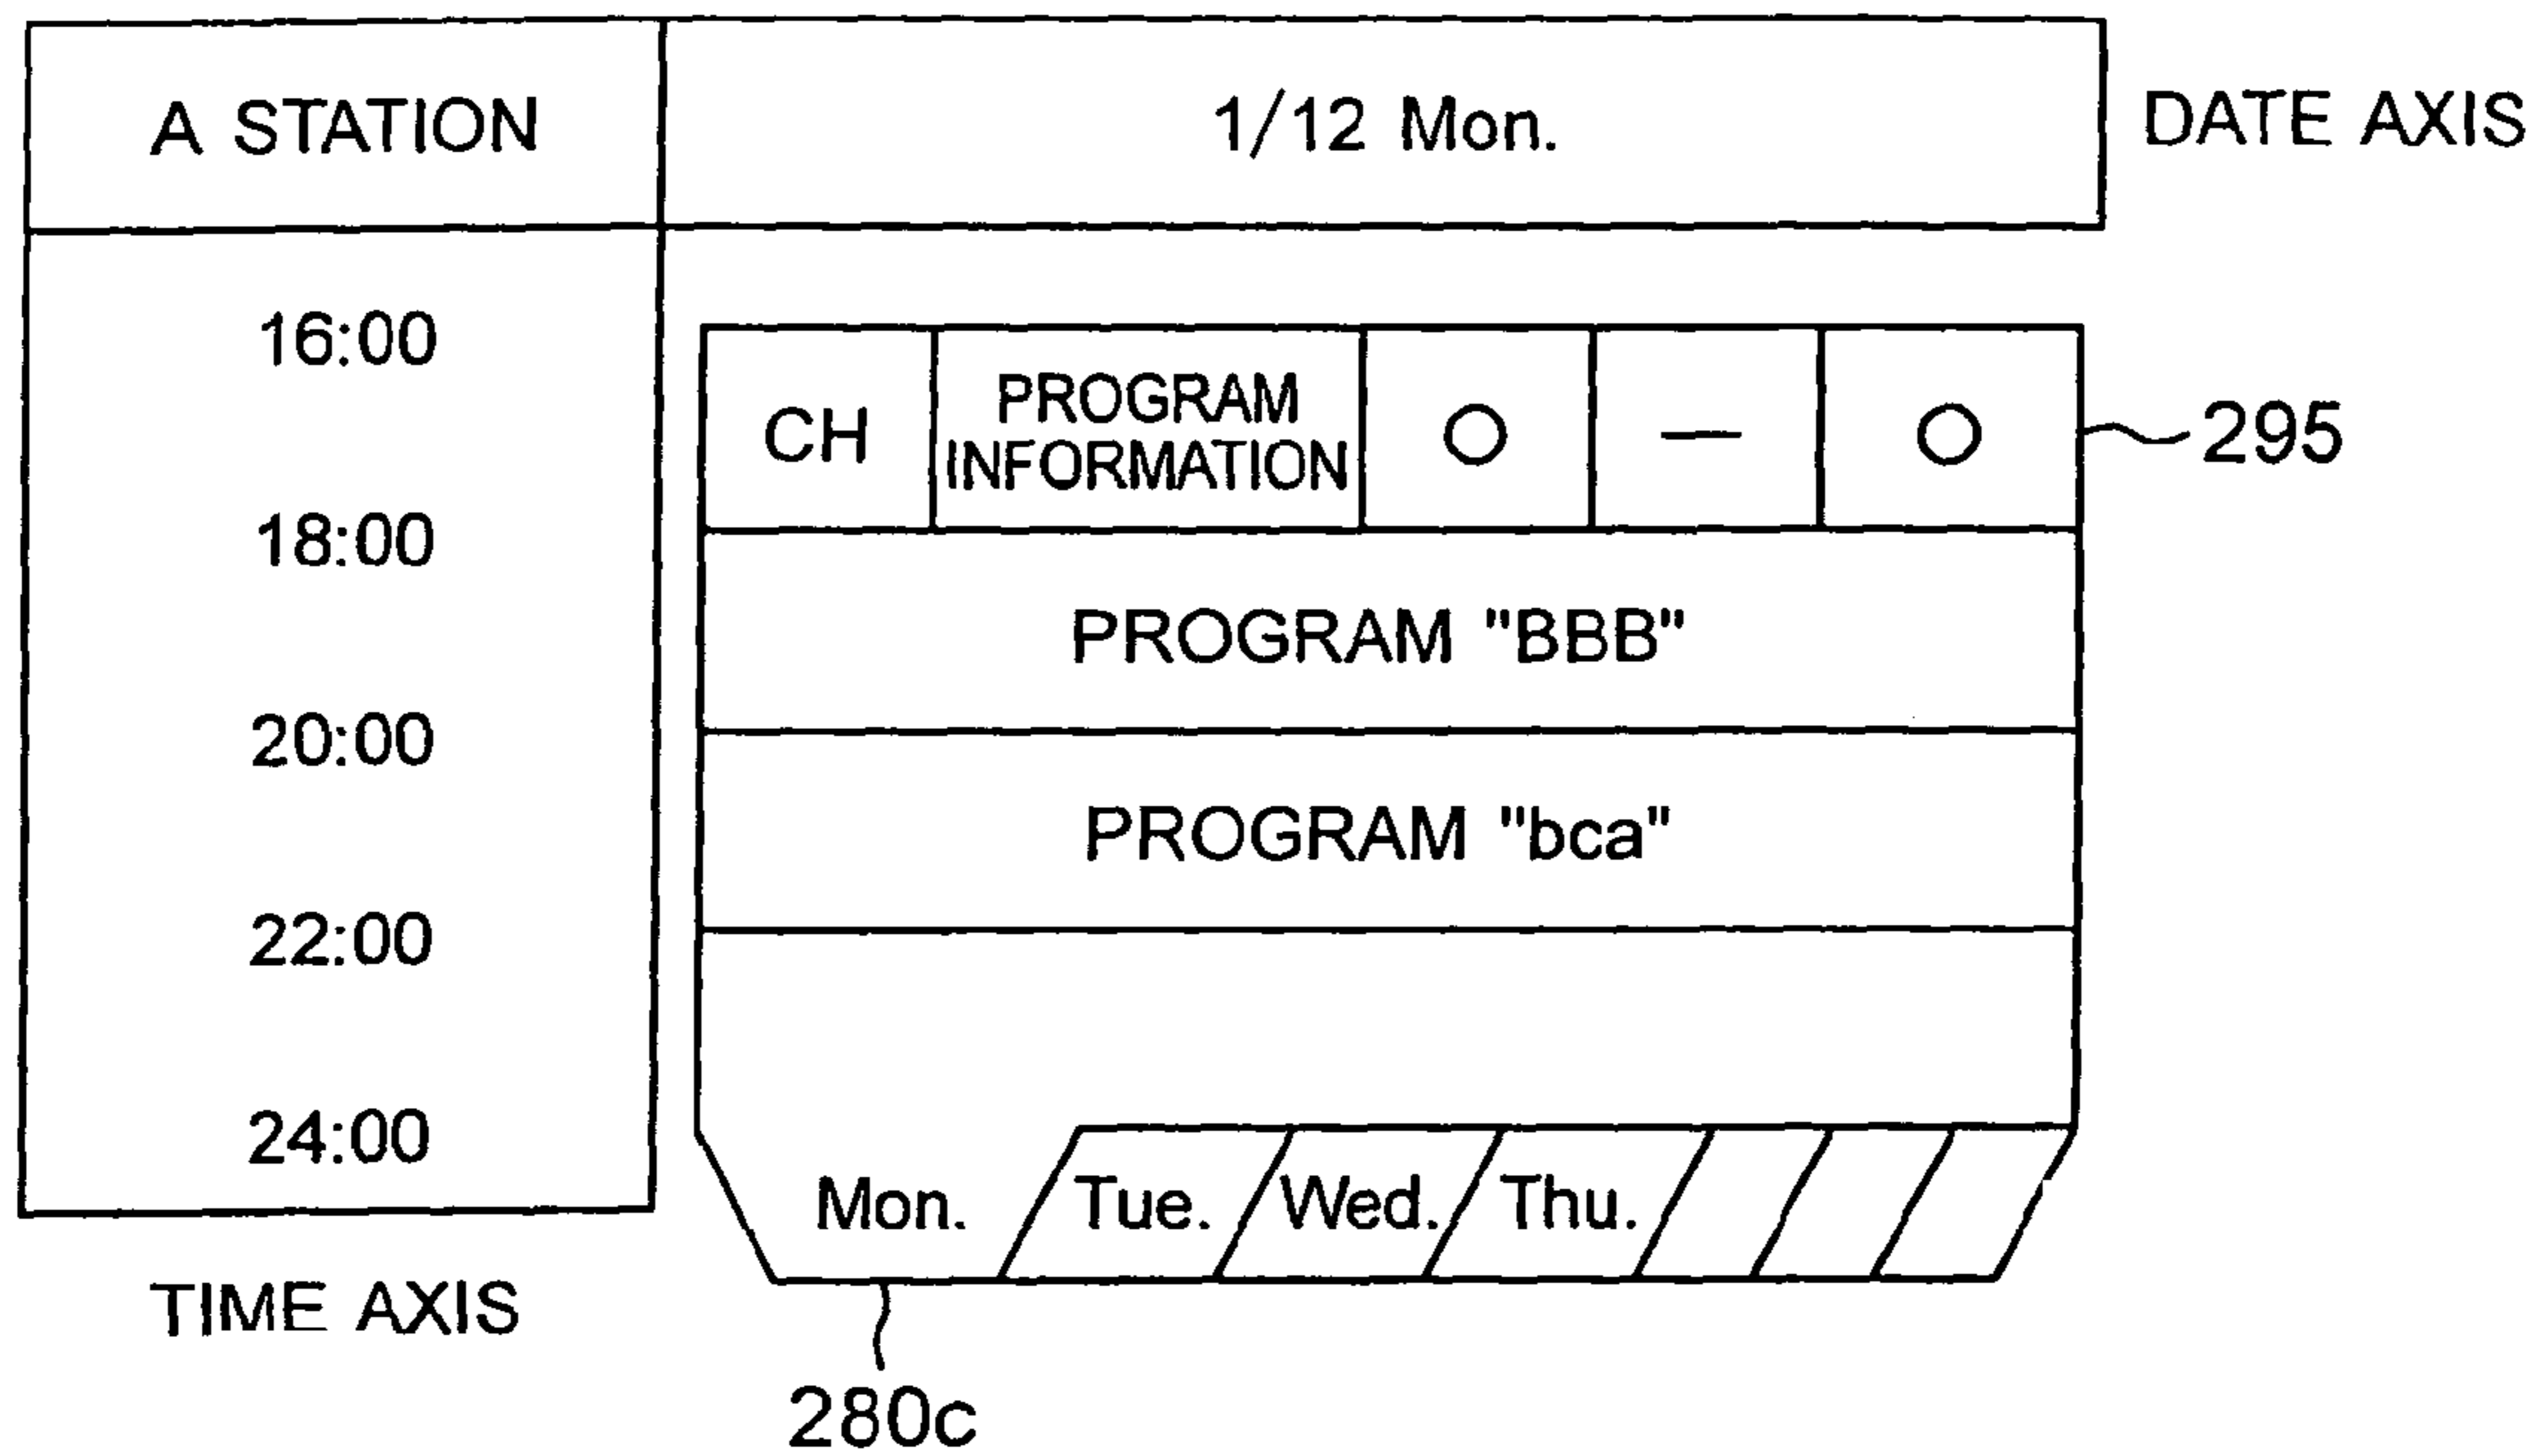 A STATION
1/12 Mon.
DATE AXIS
16:00
CH
PROGRAM
INFORMATION
○
—
○
295
18:00
PROGRAM "BBB"
20:00
PROGRAM "bca"
22:00
24:00
Mon.
Tue.
Wed.
Thu.
TIME AXIS
280c